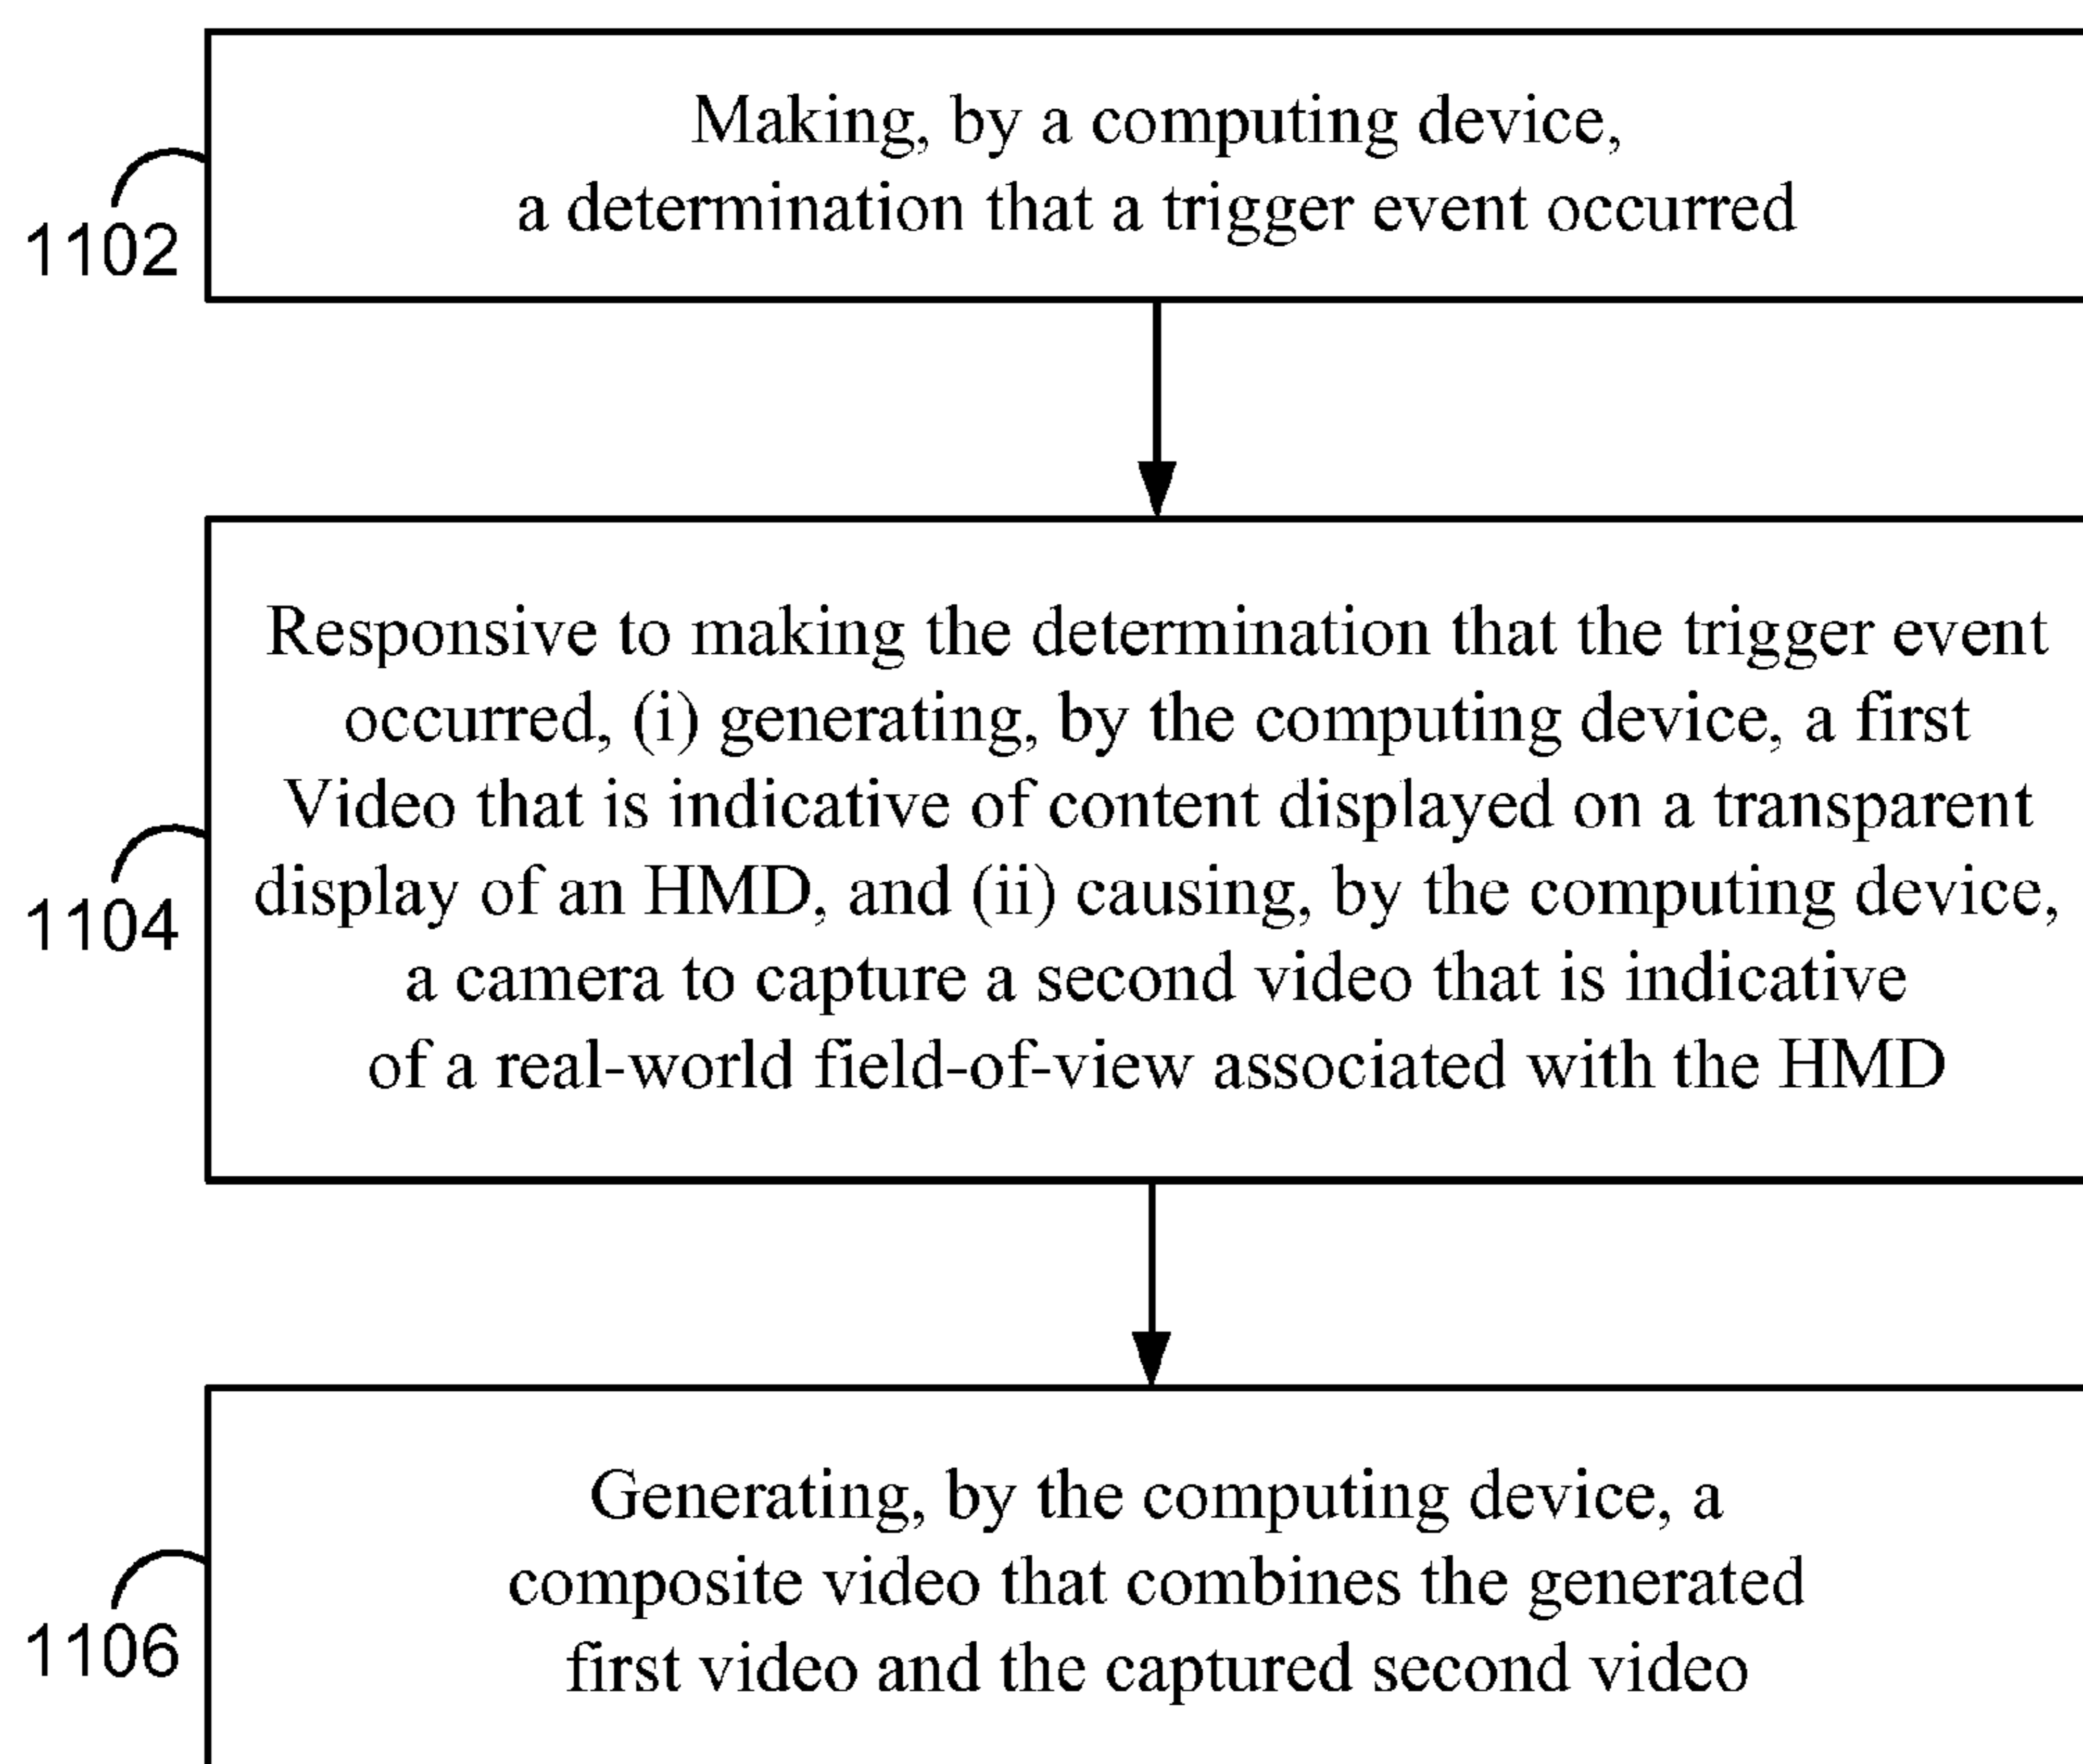 Making, by a computing device,
a determination that a trigger event occurred
1102
Responsive to making the determination that the trigger event
occurred, (i) generating, by the computing device, a first
Video that is indicative of content displayed on a transparent
display of an HMD, and (ii) causing, by the computing device,
a camera to capture a second video that is indicative
of a real-world field-of-view associated with the HMD
1104
Generating, by the computing device, a
composite video that combines the generated
first video and the captured second video
1106